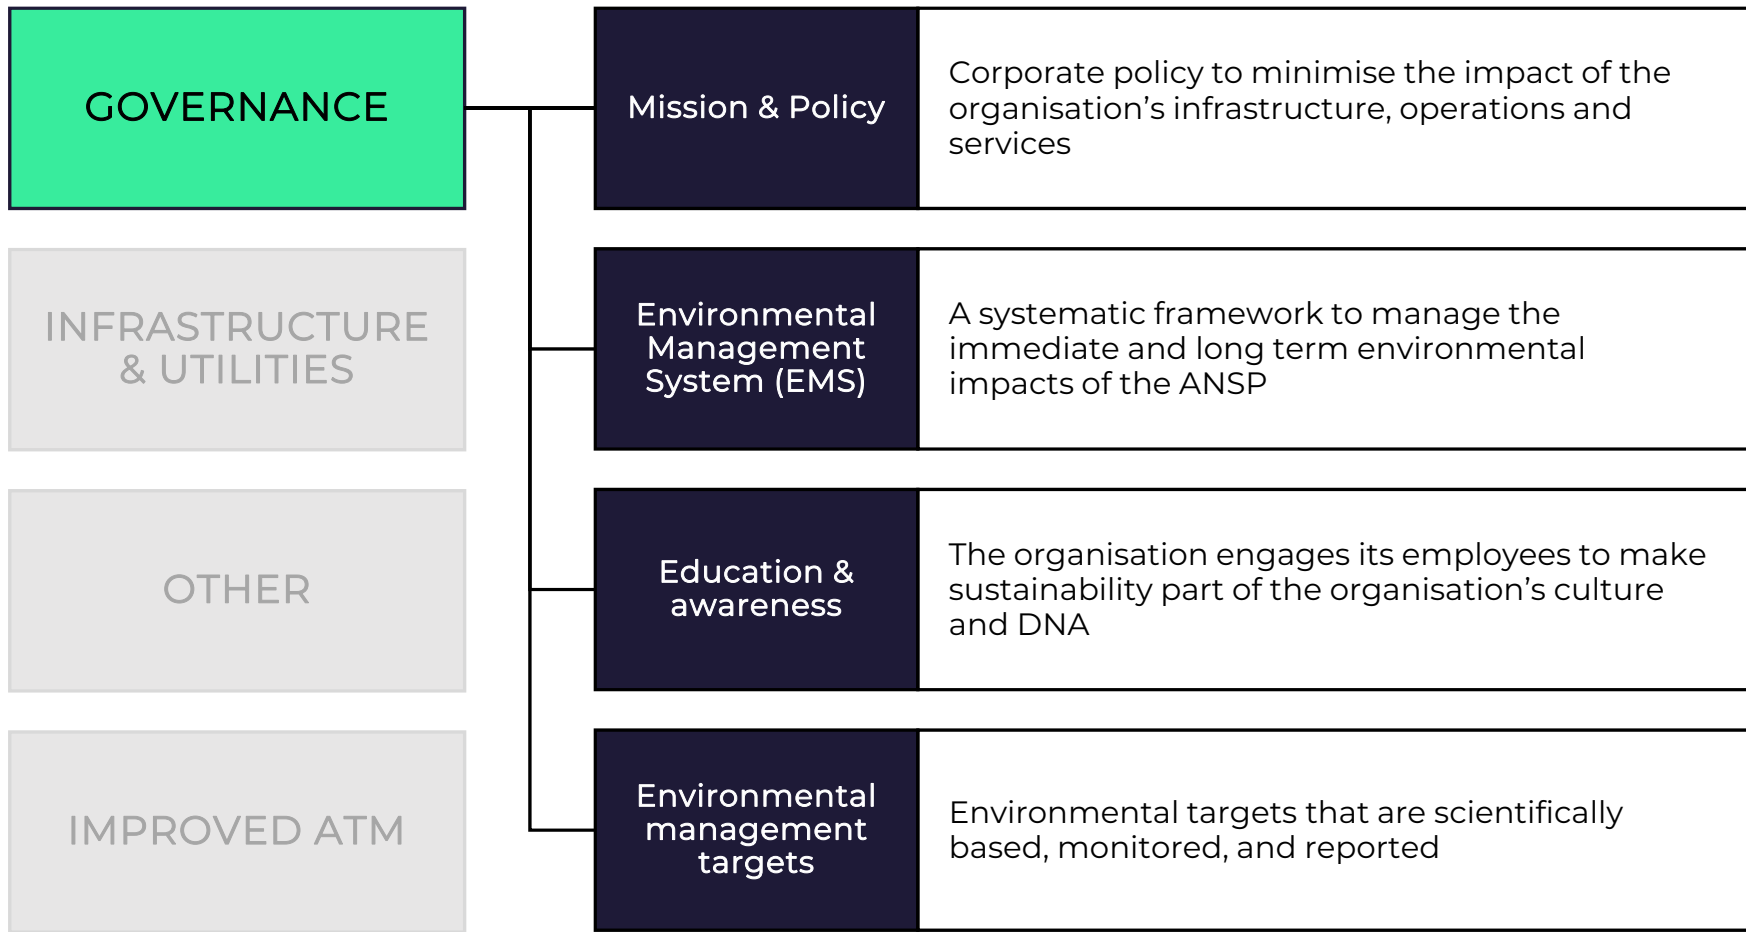 GOVERNANCE
Mission & Policy
Corporate policy to minimise the impact of the
organisation’s infrastructure, operations and
services
INFRASTRUCTURE
& UTILITIES
Environmental
Management
System (EMS)
A systematic framework to manage the
immediate and long term environmental
impacts of the ANSP
OTHER
Education &
awareness
The organisation engages its employees to make
sustainability part of the organisation’s culture
and DNA
IMPROVED ATM
Environmental
management
targets
Environmental targets that are scientifically
based, monitored, and reported